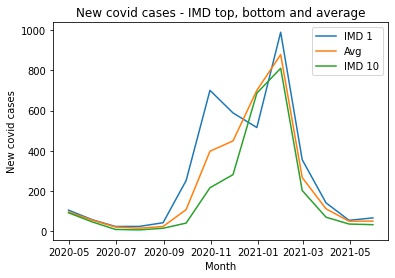 New covid cases - IMD top, bottom and average
IMD 1
Avg
IMD 10
New covid cases
1000
800
600
400
200
0
2020-05 2020-07 2020-09 2020-11 2021-01 2021-03 2021-05
Month